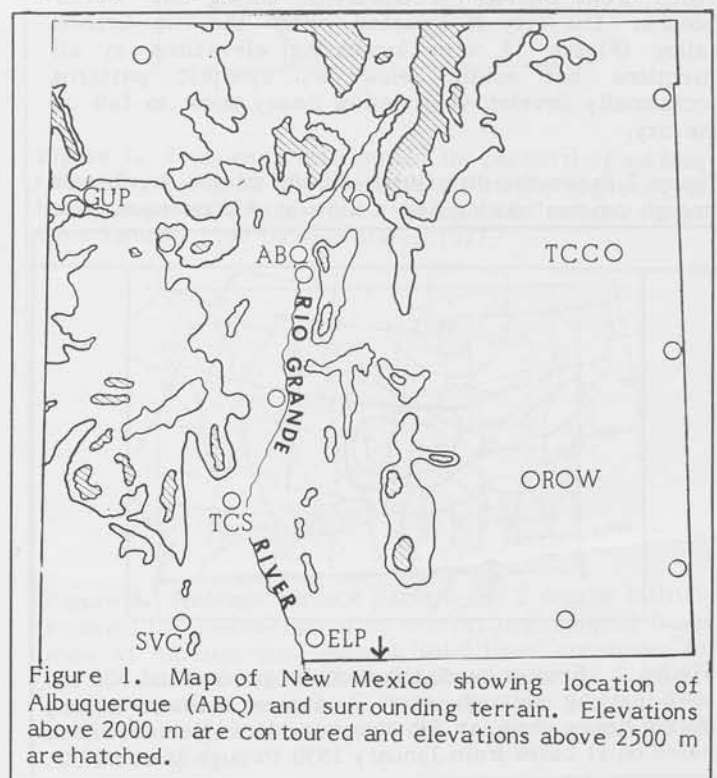 GUP
AB
TCC
RIO GRANDE
ROW
TCS
RIVER
SVC
ELP
Figure 1. Map of New Mexico showing location of
Albuquerque (ABQ) and surrounding terrain. Elevations
above 2000 m are contoured and elevations above 2500 m
are hatched.